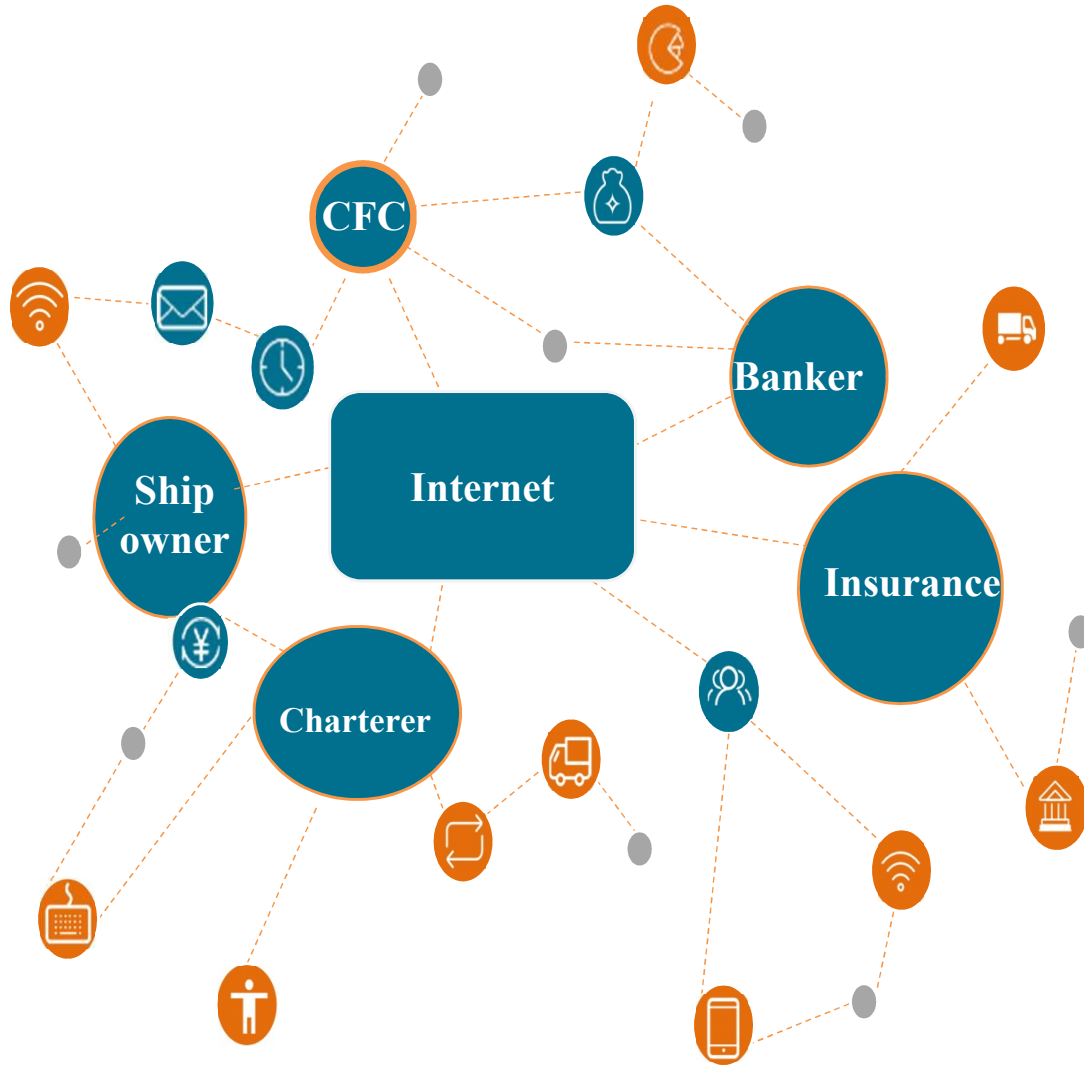 CFC
Banker
Internet
Ship
owner
Insurance
¥
Charterer